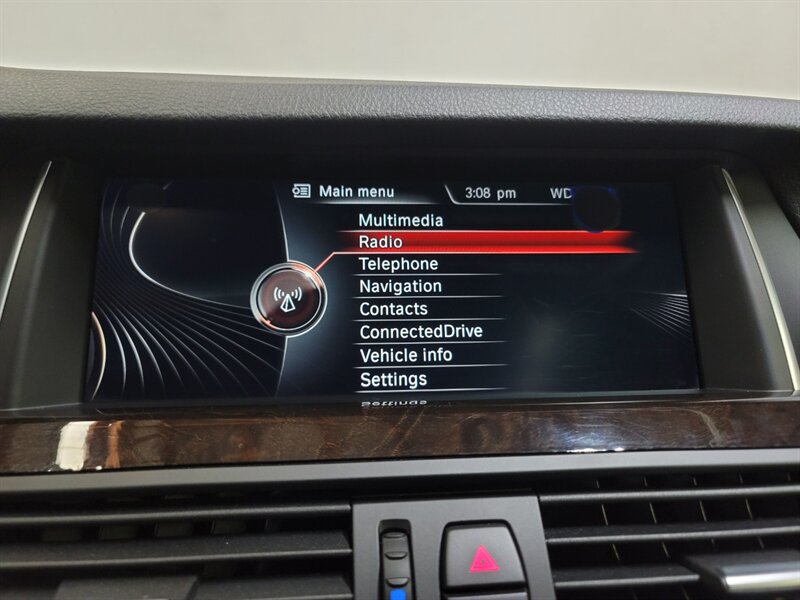 Main menu 3:08 pm WD
Multimedia
Radio
Telephone
Navigation
Contacts
ConnectedDrive
Vehicle info
Settings